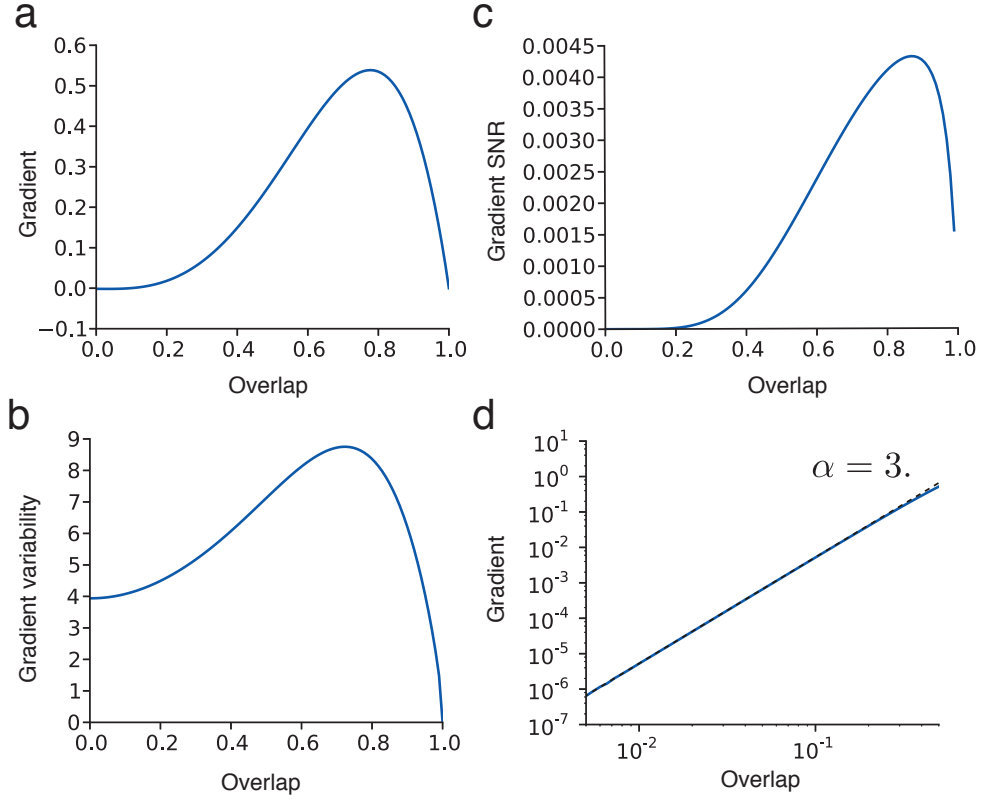 a
0.6
0.5
0.4
0.3
0.2
0.1
0.0
−0.1
Gradient
0.0 0.2 0.4 0.6 0.8 1.0
Overlap
c
0.0045
0.0040
0.0035
0.0030
0.0025
0.0020
0.0015
0.0010
0.0005
0.0000
Gradient SNR
0.0 0.2 0.4 0.6 0.8 1.0
Overlap
b
9
8
7
6
5
4
3
2
1
0
Gradient variability
0.0 0.2 0.4 0.6 0.8 1.0
Overlap
d
α = 3.
10^1
10^0
10^-1
10^-2
10^-3
10^-4
10^-5
10^-6
10^-7
Gradient
10^-2 10^-1
Overlap